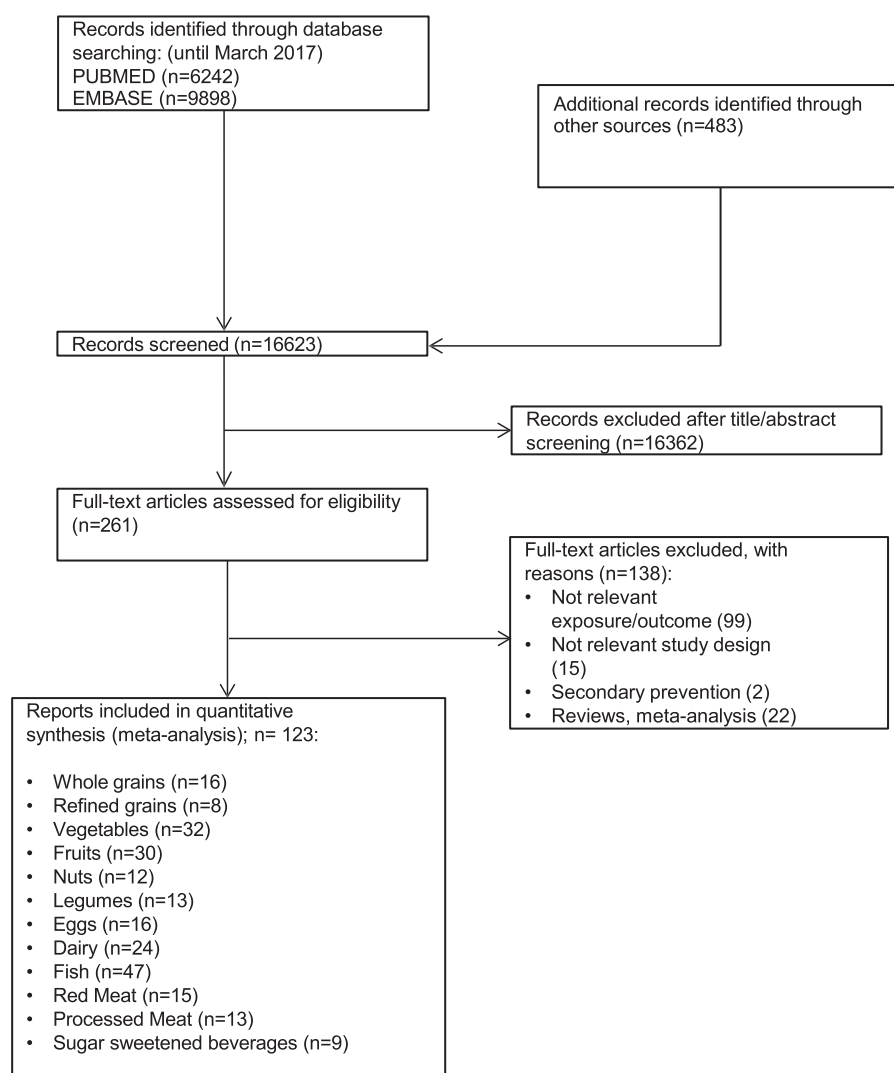 Records identified through database
searching: (until March 2017)
PUBMED (n=6242)
EMBASE (n=9898)
Additional records identified through
other sources (n=483)
Records screened (n=16623)
Records excluded after title/abstract
screening (n=16362)
Full-text articles assessed for eligibility
(n=261)
Full-text articles excluded, with
reasons (n=138):
• Not relevant
exposure/outcome (99)
• Not relevant study design
(15)
• Secondary prevention (2)
• Reviews, meta-analysis (22)
Reports included in quantitative
synthesis (meta-analysis); n= 123:
• Whole grains (n=16)
• Refined grains (n=8)
• Vegetables (n=32)
• Fruits (n=30)
• Nuts (n=12)
• Legumes (n=13)
• Eggs (n=16)
• Dairy (n=24)
• Fish (n=47)
• Red Meat (n=15)
• Processed Meat (n=13)
• Sugar sweetened beverages (n=9)